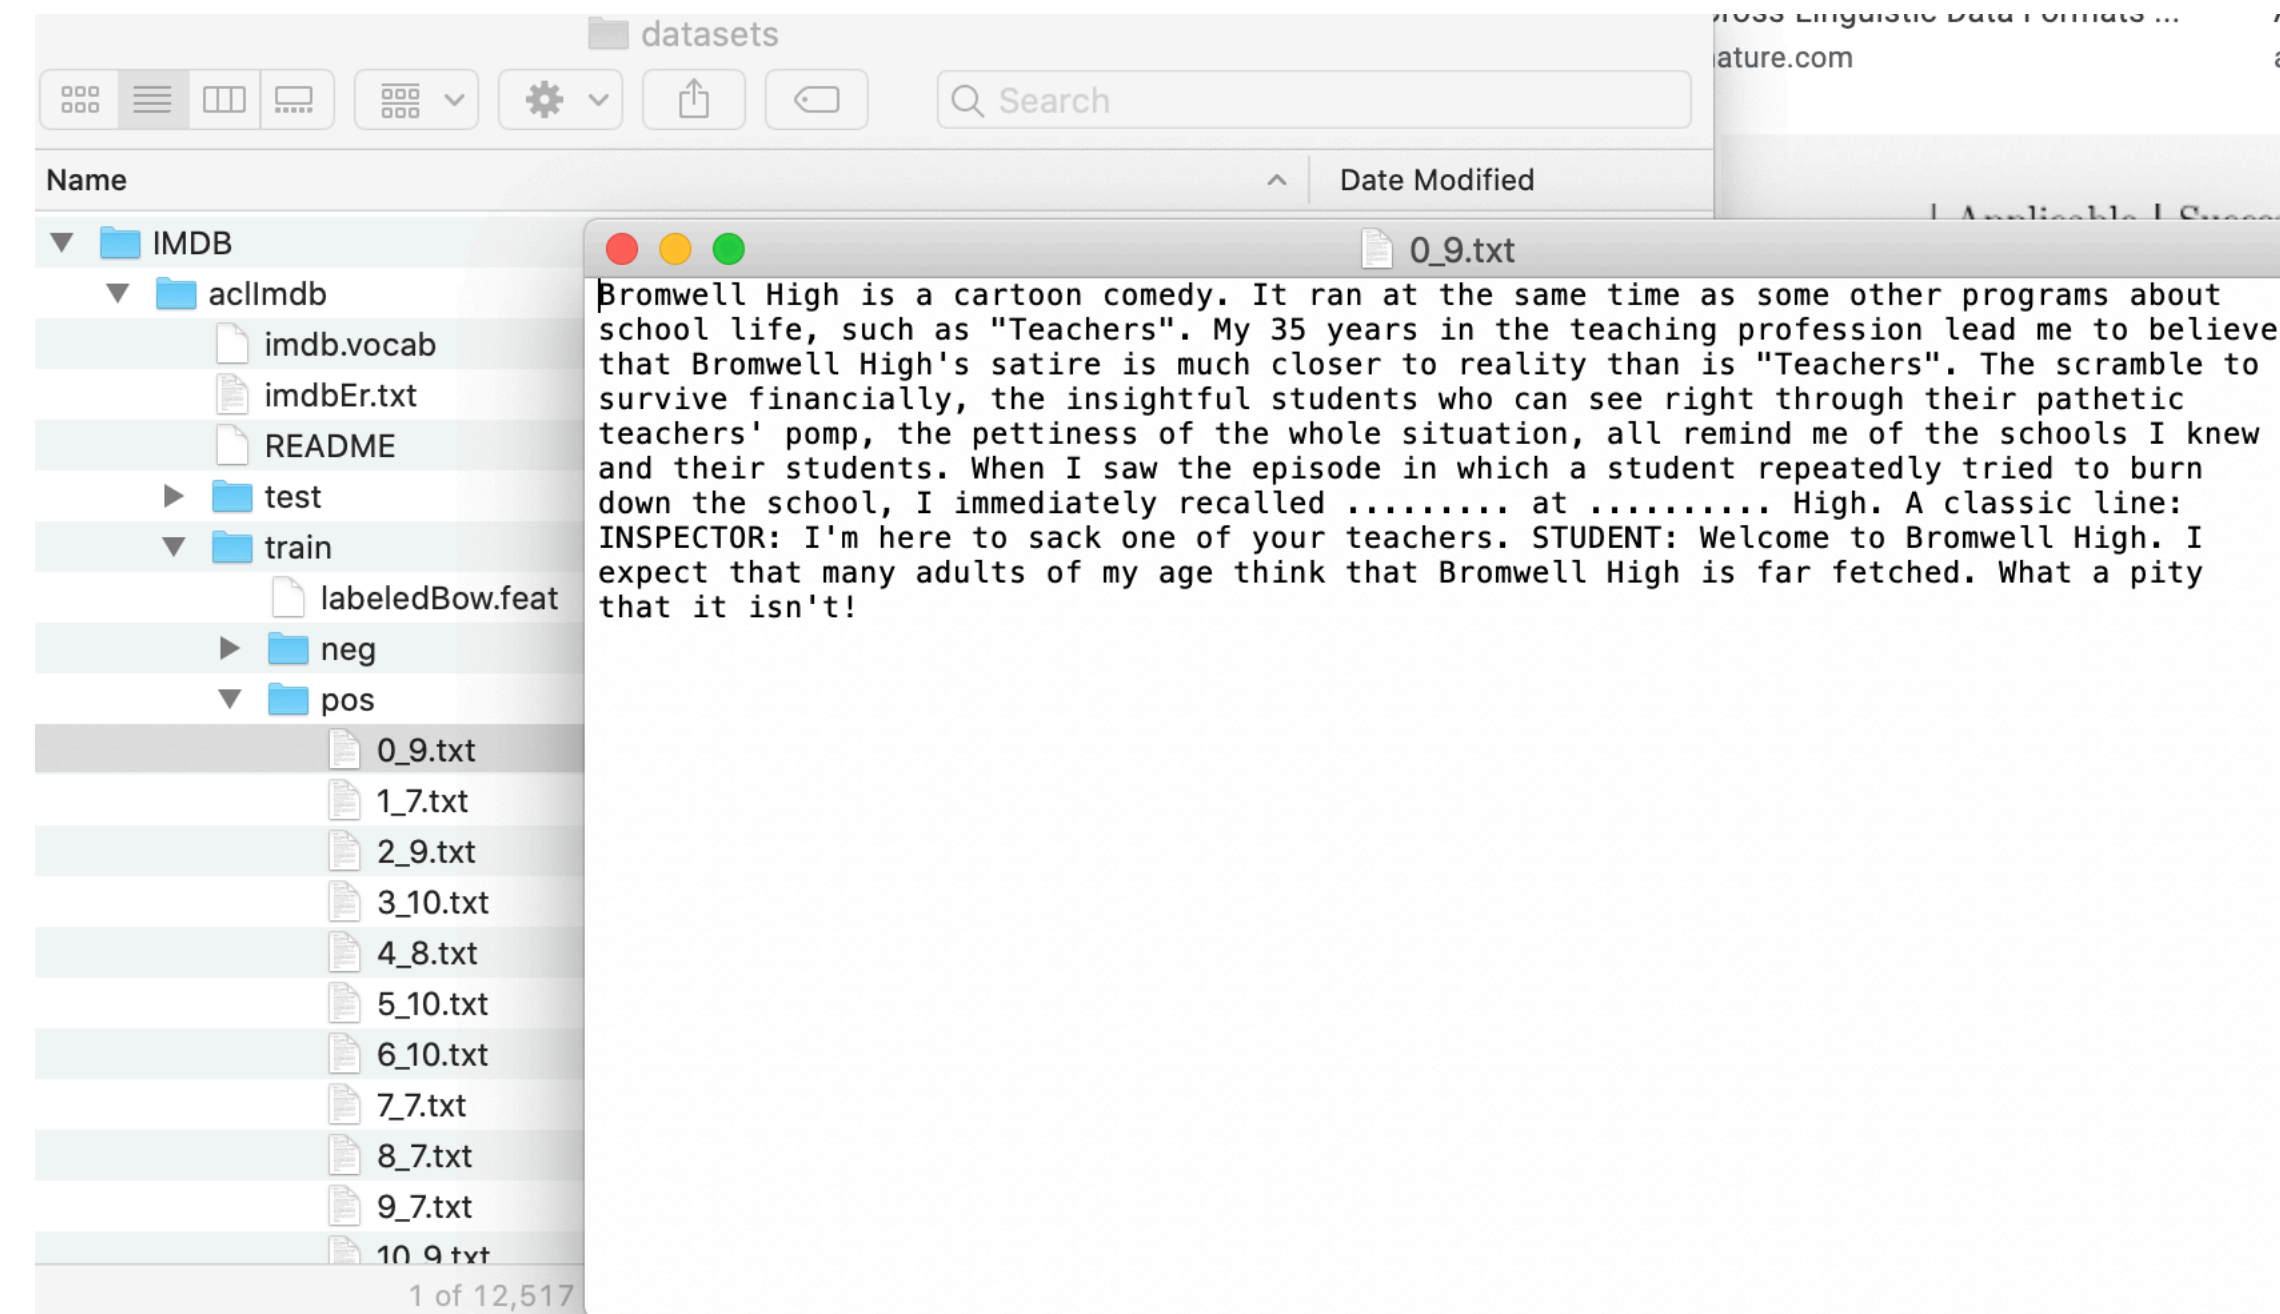 datasets
Search
ature.com
Name
Date Modified
IMDB
aclImdb
imdb.vocab
imdbEr.txt
README
test
train
labeledBow.feat
neg
pos
0_9.txt
1_7.txt
2_9.txt
3_10.txt
4_8.txt
5_10.txt
6_10.txt
7_7.txt
8_7.txt
9_7.txt
10_9.txt
1 of 12,517
0_9.txt
Bromwell High is a cartoon comedy. It ran at the same time as some other programs about
school life, such as "Teachers". My 35 years in the teaching profession lead me to believe
that Bromwell High's satire is much closer to reality than is "Teachers". The scramble to
survive financially, the insightful students who can see right through their pathetic
teachers' pomp, the pettiness of the whole situation, all remind me of the schools I knew
and their students. When I saw the episode in which a student repeatedly tried to burn
down the school, I immediately recalled ......... at .......... High. A classic line:
INSPECTOR: I'm here to sack one of your teachers. STUDENT: Welcome to Bromwell High. I
expect that many adults of my age think that Bromwell High is far fetched. What a pity
that it isn't!